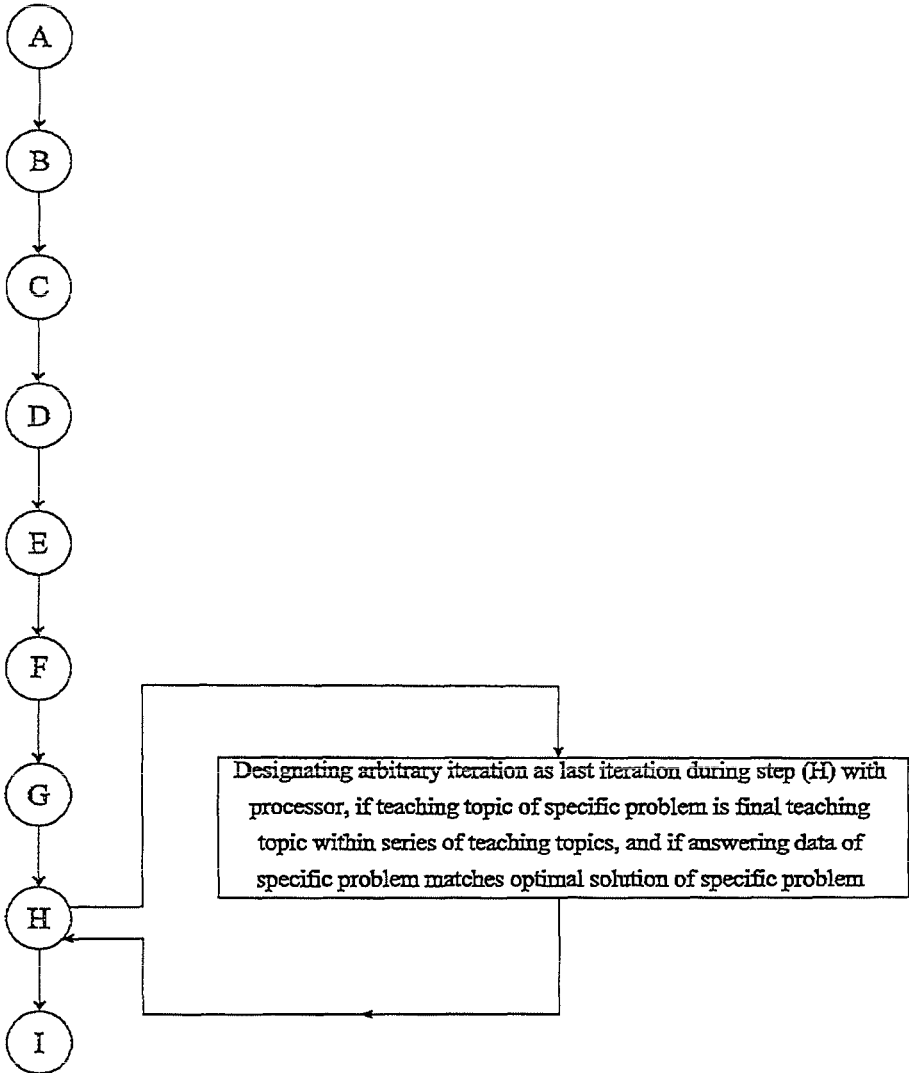 A
B
C
D
E
F
G
Designating arbitrary iteration as last iteration during step (H) with
processor, if teaching topic of specific problem is final teaching
topic within series of teaching topics, and if answering data of
specific problem matches optimal solution of specific problem
H
I